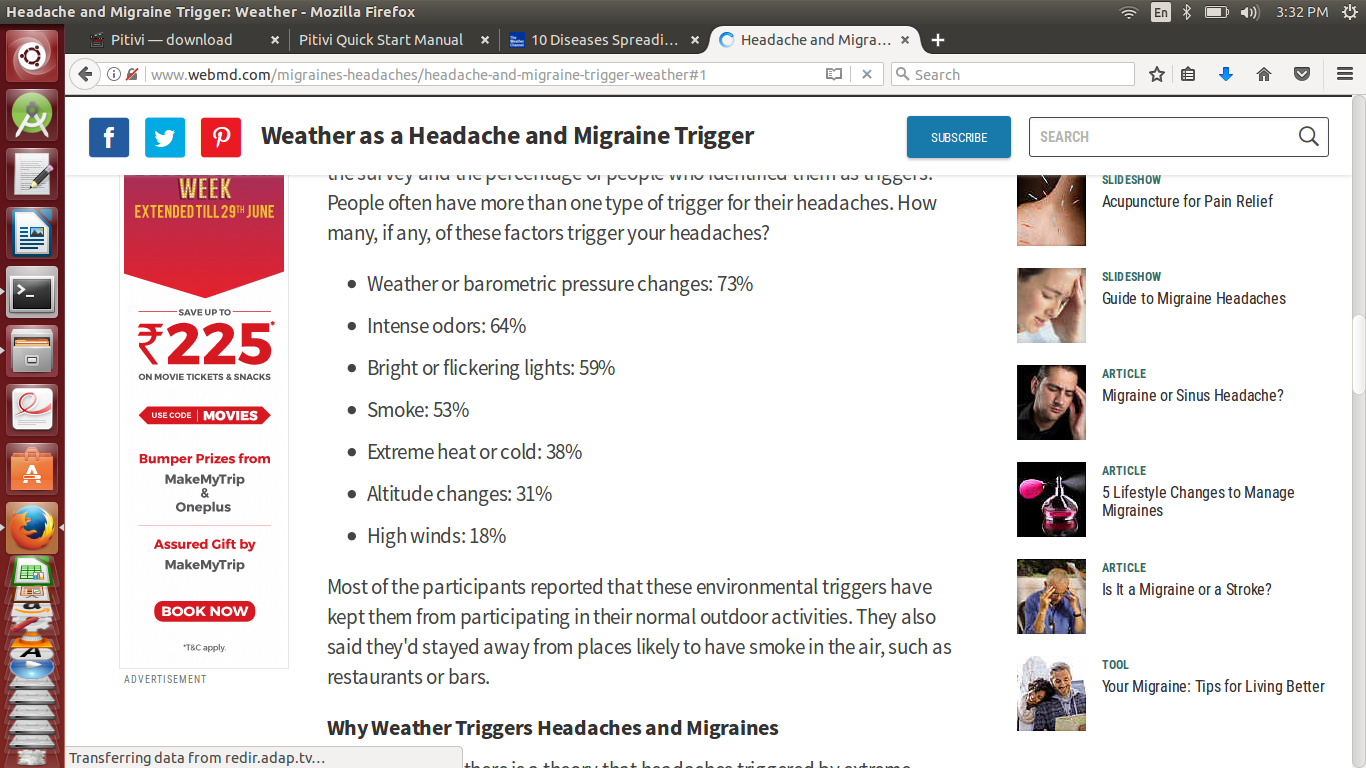 Headache and Migraine Trigger: Weather - Mozilla Firefox
En
3:32 PM
Pitivi — download
Pitivi Quick Start Manual
10 Diseases Spreadi...
Headache and Migra...
www.webmd.com/migraines-headaches/headache-and-migraine-trigger-weather#1
Search
Weather as a Headache and Migraine Trigger
SUBSCRIBE
SEARCH
WEEK
EXTENDED TILL 29TH JUNE
SAVE UP TO
₹225*
ON MOVIE TICKETS & SNACKS
USE CODE MOVIES
Bumper Prizes from
MakeMyTrip
&
Oneplus
Assured Gift by
MakeMyTrip
BOOK NOW
*T&C apply.
ADVERTISEMENT
the survey and the percentage of people who identified them as triggers.
People often have more than one type of trigger for their headaches. How
many, if any, of these factors trigger your headaches?
• Weather or barometric pressure changes: 73%
• Intense odors: 64%
• Bright or flickering lights: 59%
• Smoke: 53%
• Extreme heat or cold: 38%
• Altitude changes: 31%
• High winds: 18%
Most of the participants reported that these environmental triggers have
kept them from participating in their normal outdoor activities. They also
said they'd stayed away from places likely to have smoke in the air, such as
restaurants or bars.
Why Weather Triggers Headaches and Migraines
there is a theory that headaches triggered by extreme
SLIDESHOW
Acupuncture for Pain Relief
SLIDESHOW
Guide to Migraine Headaches
ARTICLE
Migraine or Sinus Headache?
ARTICLE
5 Lifestyle Changes to Manage
Migraines
ARTICLE
Is It a Migraine or a Stroke?
TOOL
Your Migraine: Tips for Living Better
Transferring data from redir.adap.tv...